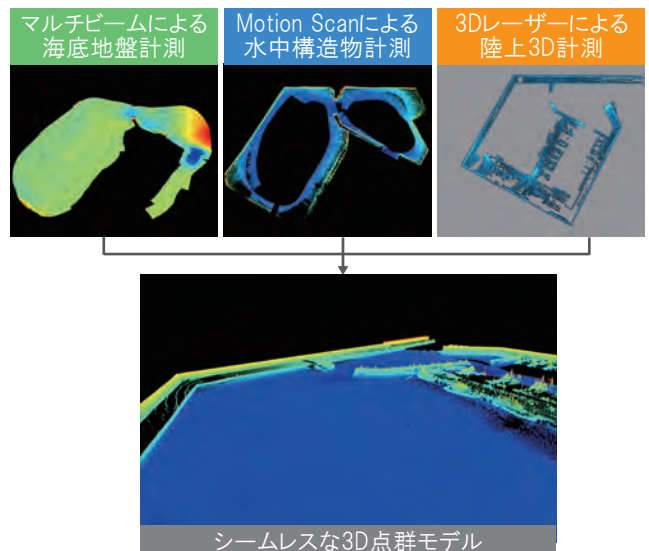 マルチビームによる
海底地盤計測
Motion Scanによる
水中構造物計測
3Dレーザーによる
陸上3D計測
シームレスな3D点群モデル